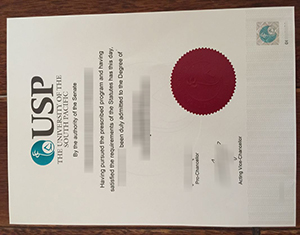 USP
THE UNIVERSITY OF THE
SOUTH PACIFIC
By the authority of the Senate
Having pursued the prescribed program and having
satisfied the requirements of the Statutes has this day,
been duly admitted to the Degree of
Pro-Chancellor
Acting Vice-Chancellor